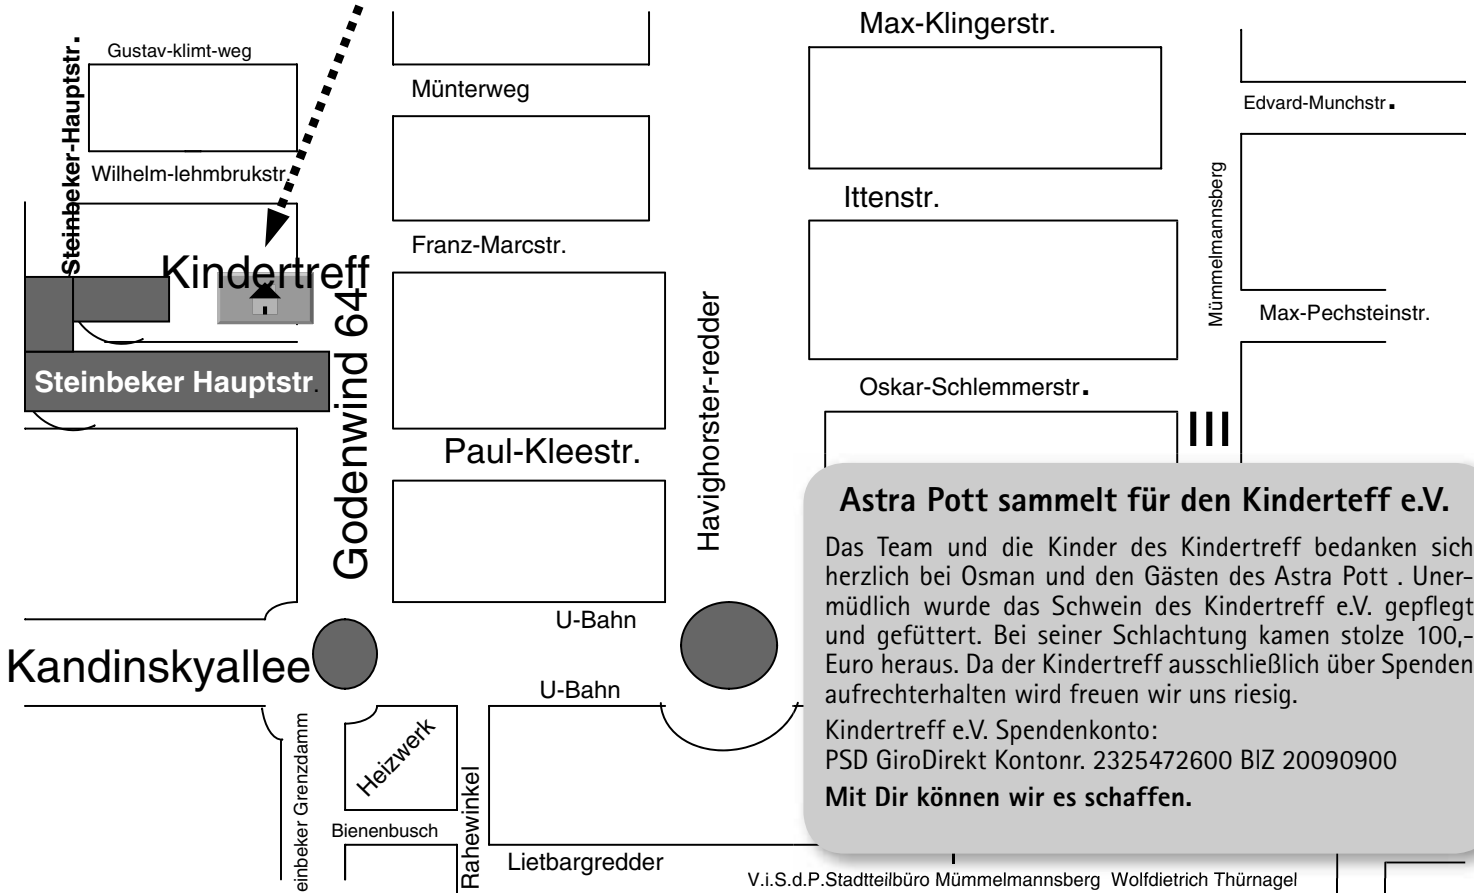 Max-Klingerstr.
Gustav-klimt-weg
Steinbeker-Hauptstr.
Münterweg
Edvard-Munchstr.
Wilhelm-lehmbrukstr.
Ittenstr.
Mümmelmannsberg
Franz-Marcstr.
Kindertreff
Godenwind 64
Havighorster-redder
Max-Pechsteinstr.
Steinbeker Hauptstr.
Oskar-Schlemmerstr.
Paul-Kleestr.
U-Bahn
Kandinskyallee
U-Bahn
einbeker Grenzdamm
Heizwerk
Rahewinkel
Bienenbusch
Lietbargredder
Astra Pott sammelt für den Kinderteff e.V.
Das Team und die Kinder des Kindertreff bedanken sich
herzlich bei Osman und den Gästen des Astra Pott . Uner-
müdlich wurde das Schwein des Kindertreff e.V. gepflegt
und gefüttert. Bei seiner Schlachtung kamen stolze 100,-
Euro heraus. Da der Kindertreff ausschließlich über Spenden
aufrechterhalten wird freuen wir uns riesig.
Kindertreff e.V. Spendenkonto:
PSD GiroDirekt Kontonr. 2325472600 BlZ 20090900
Mit Dir können wir es schaffen.
V.i.S.d.P.Stadtteilbüro Mümmelmannsberg Wolfdietrich Thürnagel